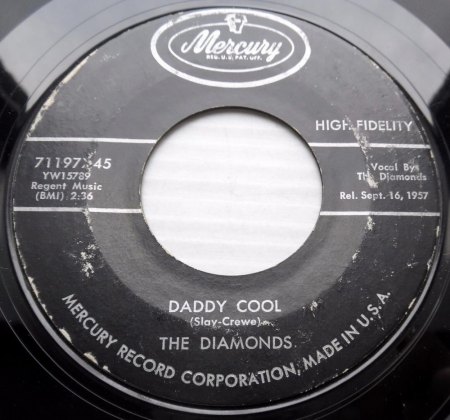 Mercury
REG. U.S. PAT. OFF.
HIGH FIDELITY
71197X45
YW15789
Regent Music
(BMI) 2:36
Vocal By
The Diamonds
Rel. Sept. 16, 1957
DADDY COOL
(Slay-Crewe)
THE DIAMONDS
MERCURY RECORD CORPORATION, MADE IN U.S.A.